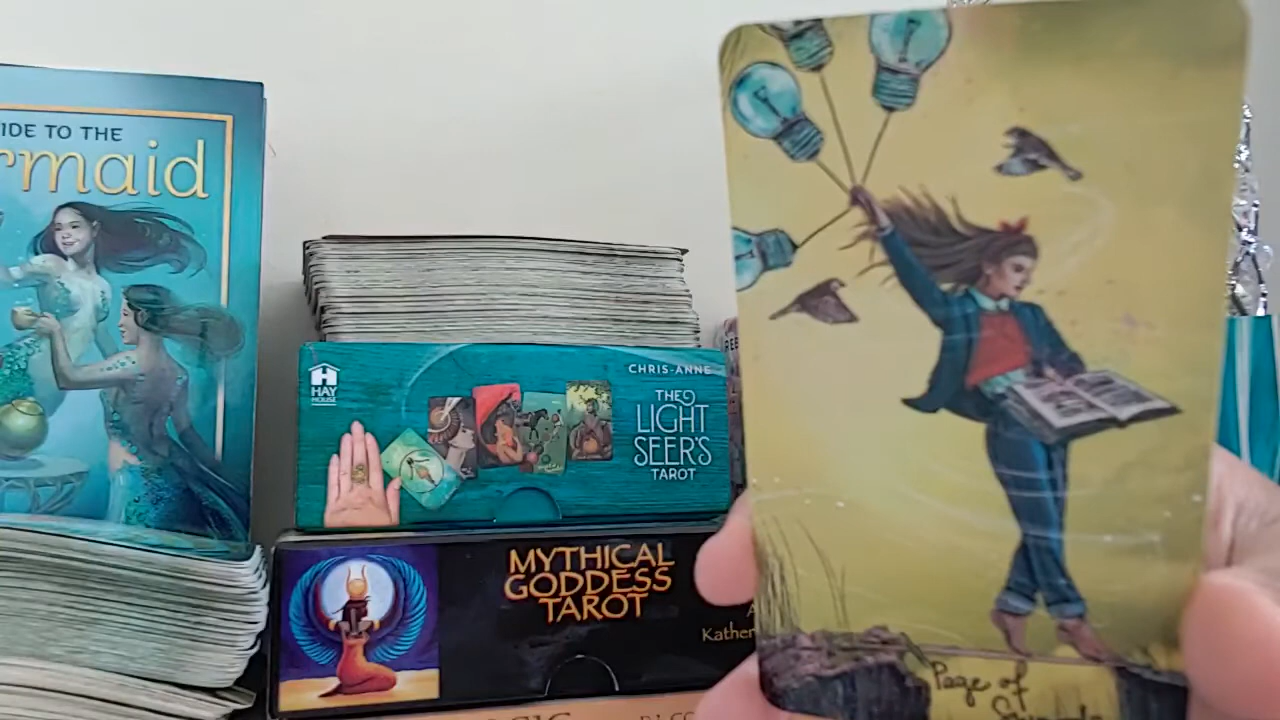 IDE TO THE
rmaid
HAY
HOUSE
CHRIS-ANNE
THE
LIGHT
SEER'S
TAROT
MYTHICAL
GODDESS
TAROT
Kather
Page of